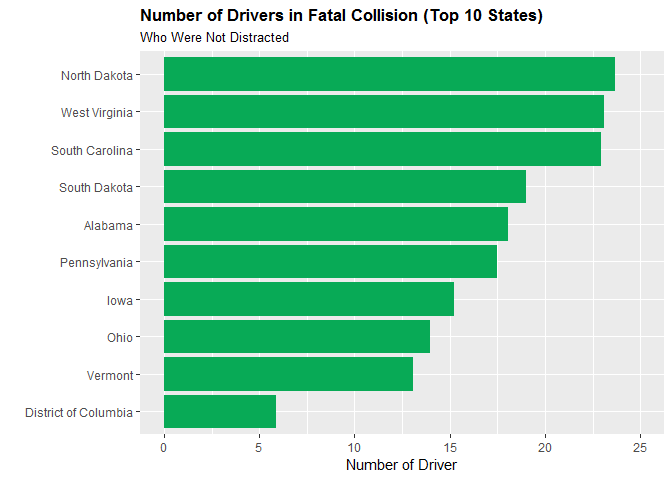 Number of Drivers in Fatal Collision (Top 10 States)
Who Were Not Distracted
North Dakota
West Virginia
South Carolina
South Dakota
Alabama
Pennsylvania
Iowa
Ohio
Vermont
District of Columbia
0 5 10 15 20 25
Number of Driver